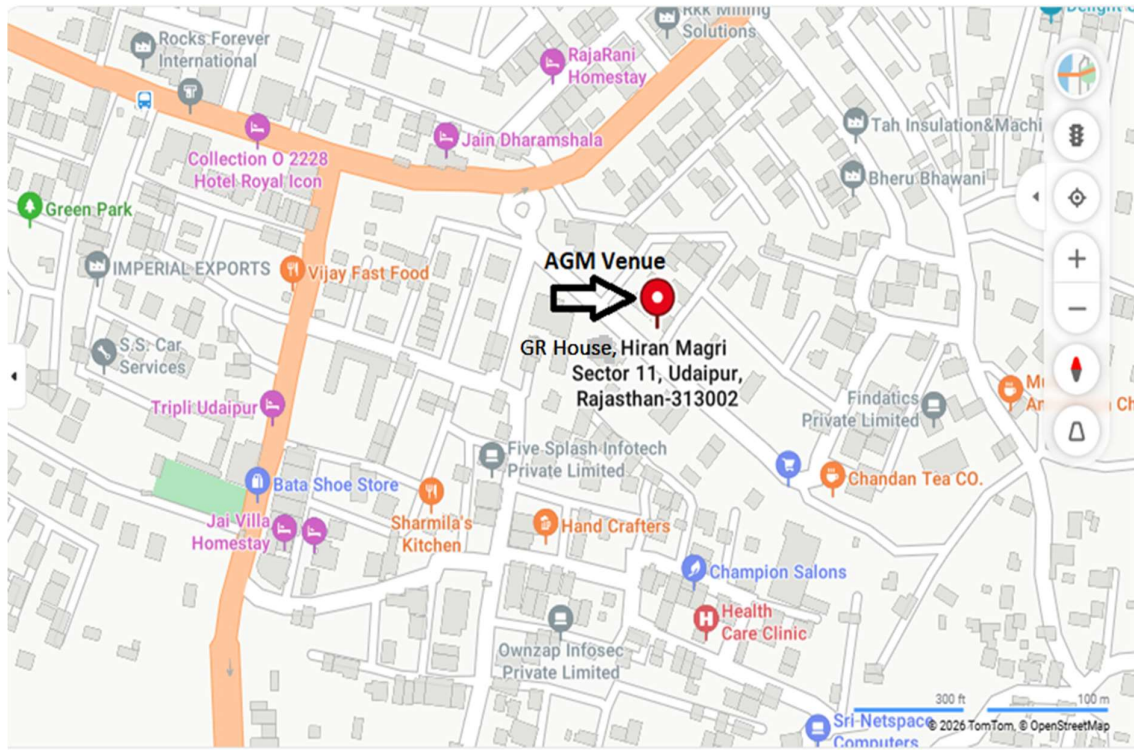 Rkk Mining
Solutions
Rocks Forever
International
RajaRani
Homestay
Tah Insulation&Machi
Jain Dharamshala
Collection O 2228
Hotel Royal Icon
Bheru Bhawani
Green Park
AGM Venue
IMPERIAL EXPORTS
Vijay Fast Food
GR House, Hiran Magri
Sector 11, Udaipur,
Rajasthan-313002
S.S. Car
Services
Tripli Udaipur
Findatics
Private Limited
Five Splash Infotech
Private Limited
Chandan Tea CO.
Bata Shoe Store
Sharmila's
Kitchen
Hand Crafters
Jai Villa
Homestay
Champion Salons
Health
Care Clinic
Ownzap Infosec
Private Limited
300 ft
100 m
Sri Netspace
Computers
© 2026 TomTom, © OpenStreetMap